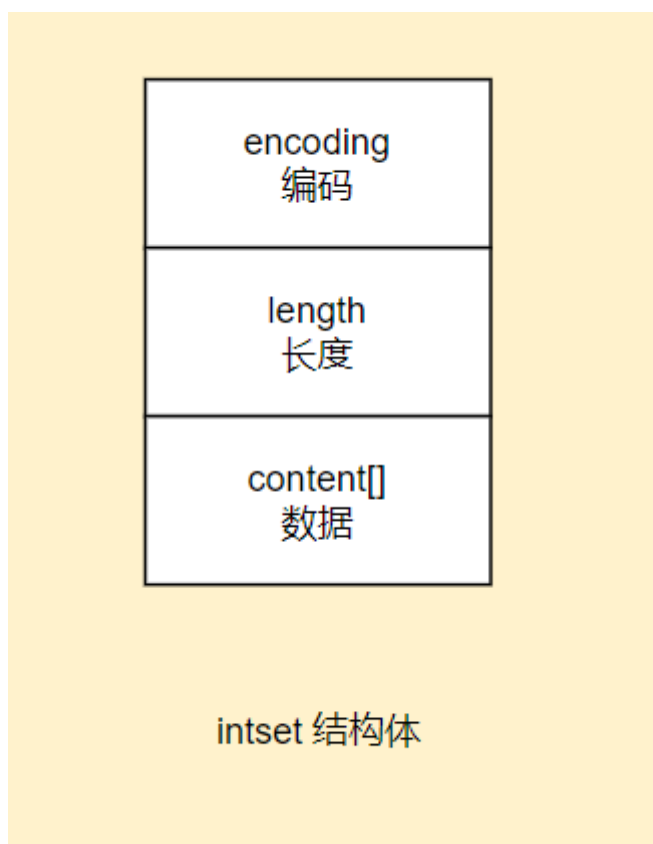 encoding
编码
length
长度
content[]
数据
intset 结构体